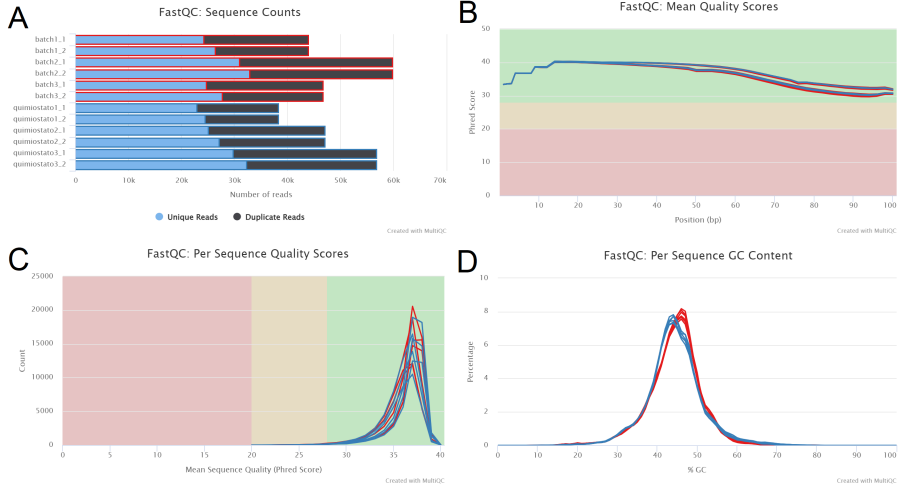 A
FastQC: Sequence Counts
batch1_1
batch1_2
batch2_1
batch2_2
batch3_1
batch3_2
quimiostato1_1
quimiostato1_2
quimiostato2_1
quimiostato2_2
quimiostato3_1
quimiostato3_2
0 10k 20k 30k 40k 50k 60k 70k
Number of reads
Unique Reads Duplicate Reads
Created with MultiQC
B
FastQC: Mean Quality Scores
Phred Score
50
40
30
20
10
0
10 20 30 40 50 60 70 80 90 100
Position (bp)
Created with MultiQC
C
FastQC: Per Sequence Quality Scores
Count
25000
20000
15000
10000
5000
0
0 5 10 15 20 25 30 35 40
Mean Sequence Quality (Phred Score)
Created with MultiQC
D
FastQC: Per Sequence GC Content
Percentage
10
8
6
4
2
0
0 10 20 30 40 50 60 70 80 90 100
% GC
Created with MultiQC